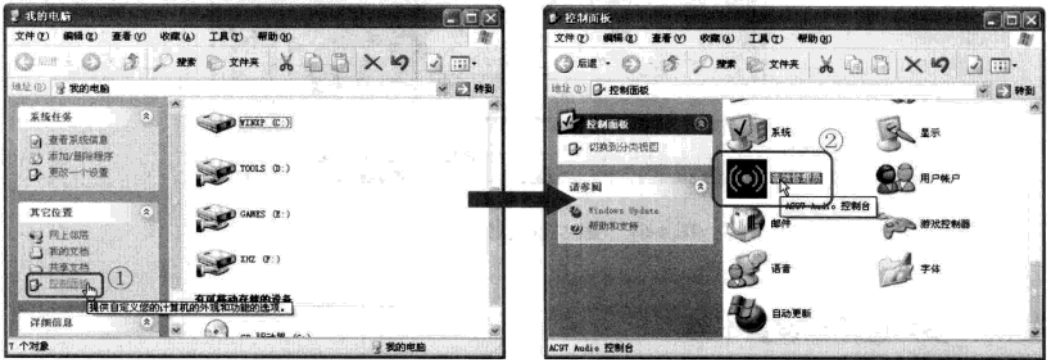 我的电脑
文件(F) 编辑(E) 查看(V) 收藏(A) 工具(T) 帮助(H)
后退 搜索 文件夹
地址(D) 我的电脑 转到
系统任务
查看系统信息
添加/删除程序
更改一个设置
其它位置
网上邻居
我的文档
共享文档
控制面板
①
提供自定义您的计算机的外观和功能的选项。
详细信息
WINXP (C:)
TOOLS (D:)
GAMES (E:)
XHZ (F:)
有可移动存储的设备
7 个对象 我的电脑
控制面板
文件(F) 编辑(E) 查看(V) 收藏(A) 工具(T) 帮助(H)
后退 搜索 文件夹
地址(D) 控制面板 转到
控制面板
切换到分类视图
请参阅
Windows Update
帮助和支持
系统
显示
②
用户帐户
AC97 Audio 控制台
邮件
游戏控制器
语音
字体
自动更新
AC97 Audio 控制台